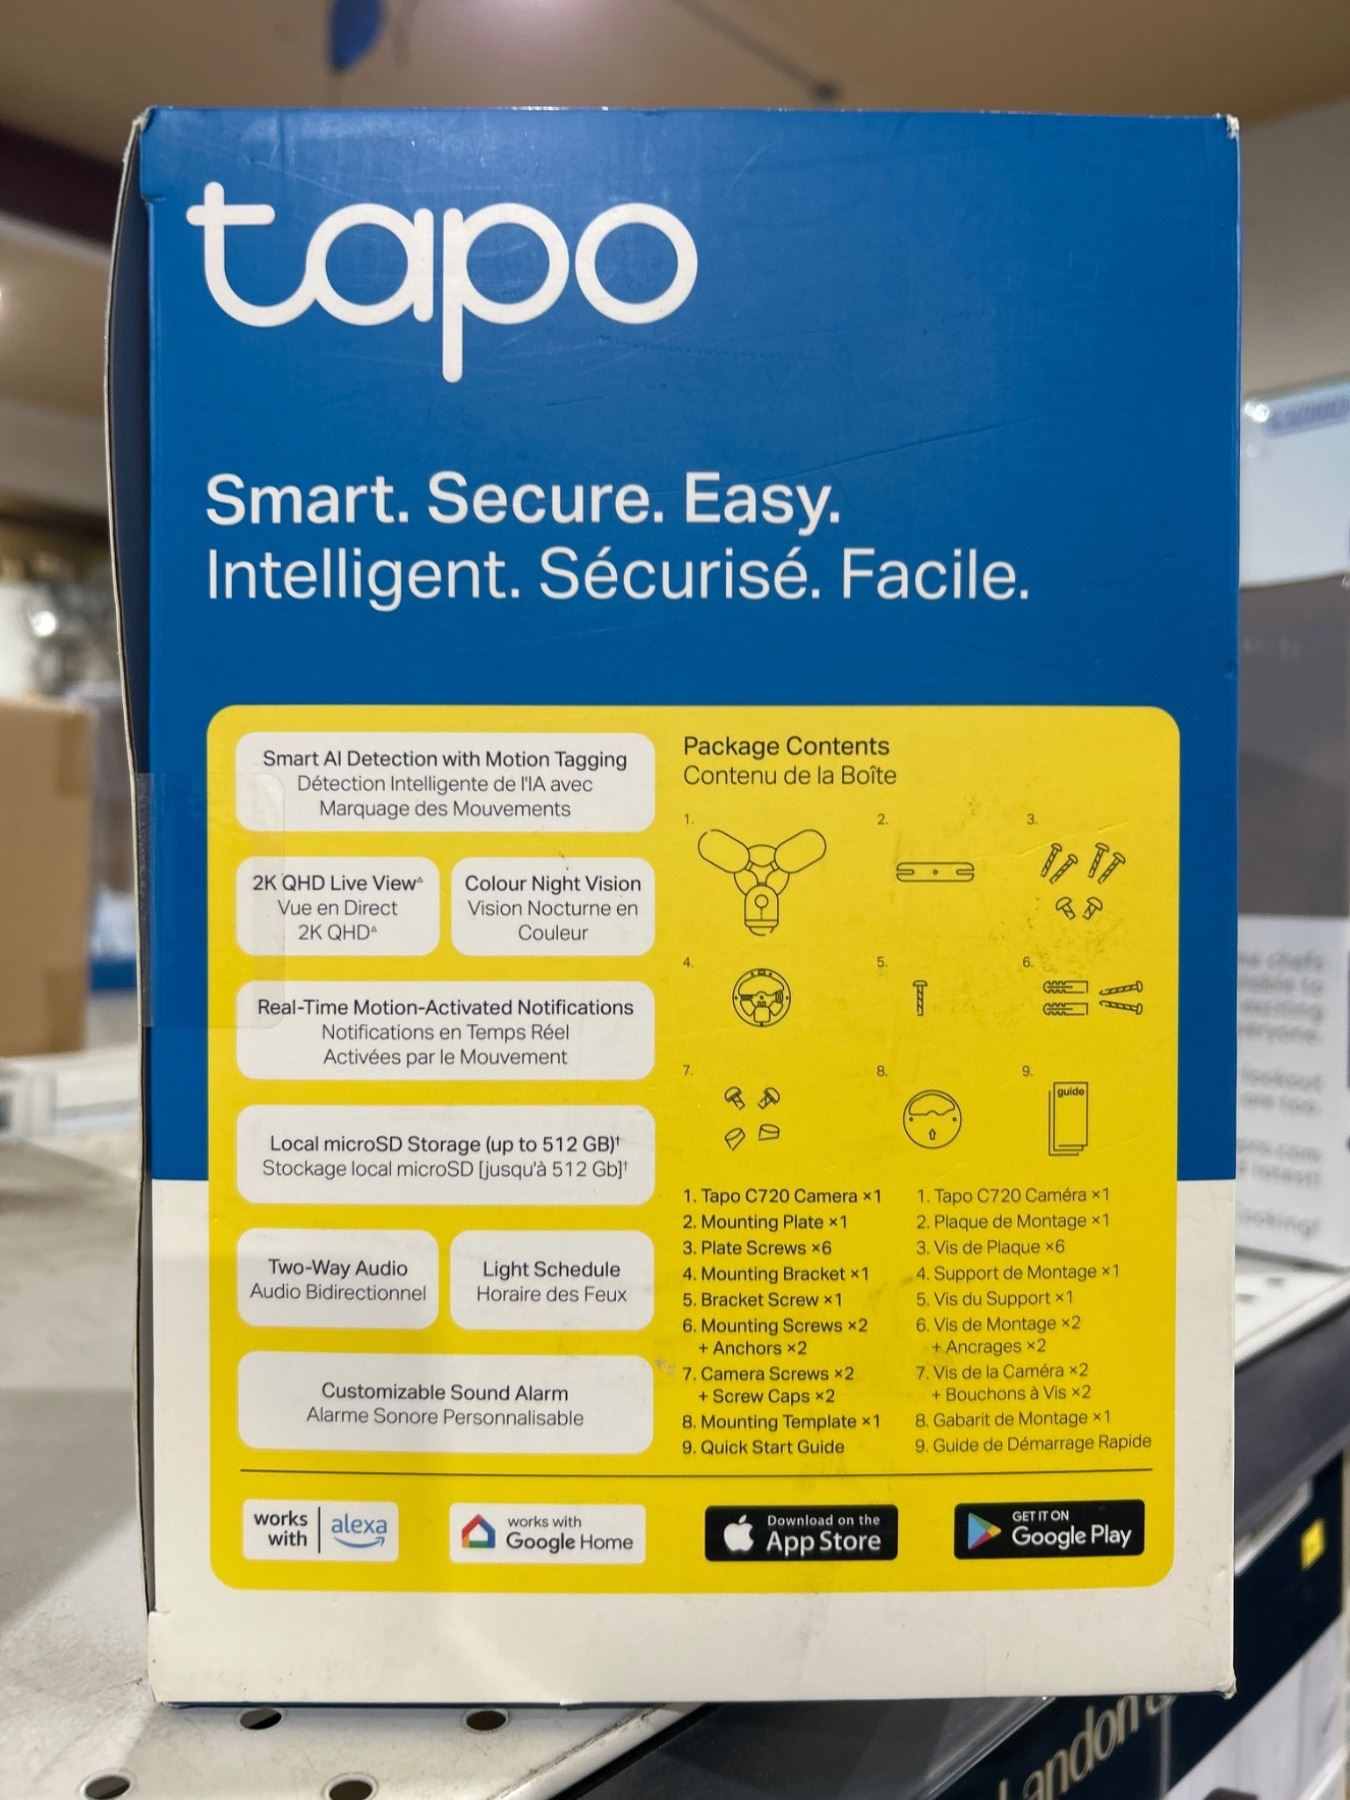 tapo
Smart. Secure. Easy.
Intelligent. Sécurisé. Facile.
Smart AI Detection with Motion Tagging
Détection Intelligente de l'IA avec
Marquage des Mouvements
2K QHD Live View△
Vue en Direct
2K QHD△
Colour Night Vision
Vision Nocturne en
Couleur
Real-Time Motion-Activated Notifications
Notifications en Temps Réel
Activées par le Mouvement
Local microSD Storage (up to 512 GB)†
Stockage local microSD [jusqu'à 512 Gb]†
Two-Way Audio
Audio Bidirectionnel
Light Schedule
Horaire des Feux
Customizable Sound Alarm
Alarme Sonore Personnalisable
Package Contents
Contenu de la Boîte
1.
2.
3.
4.
5.
6.
7.
8.
9.
guide
1. Tapo C720 Camera ×1
2. Mounting Plate ×1
3. Plate Screws ×6
4. Mounting Bracket ×1
5. Bracket Screw ×1
6. Mounting Screws ×2
+ Anchors ×2
7. Camera Screws ×2
+ Screw Caps ×2
8. Mounting Template ×1
9. Quick Start Guide
1. Tapo C720 Caméra ×1
2. Plaque de Montage ×1
3. Vis de Plaque ×6
4. Support de Montage ×1
5. Vis du Support ×1
6. Vis de Montage ×2
+ Ancrages ×2
7. Vis de la Caméra ×2
+ Bouchons à Vis ×2
8. Gabarit de Montage ×1
9. Guide de Démarrage Rapide
works
with
alexa
works with
Google Home
Download on the
App Store
GET IT ON
Google Play